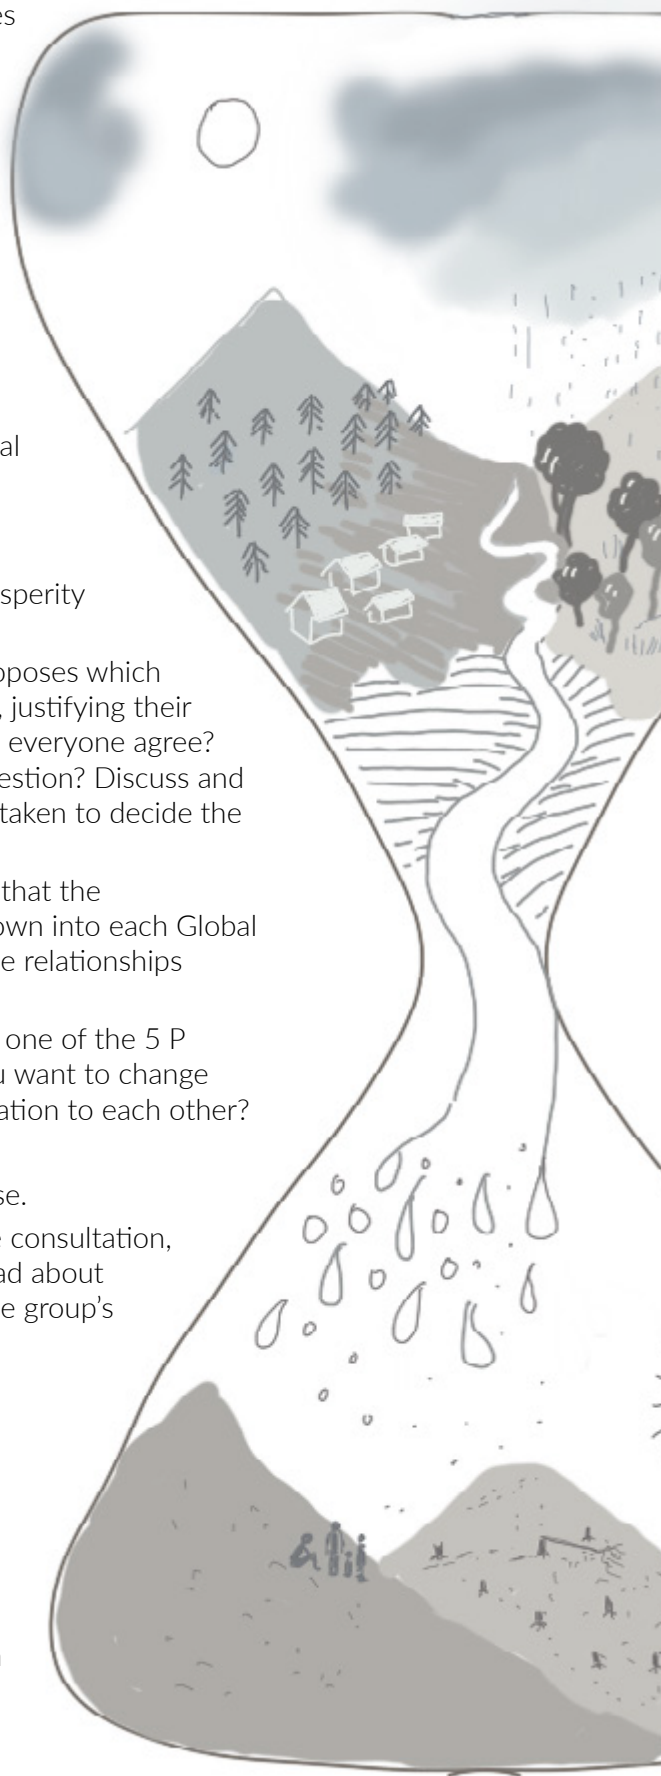 es
al
sperity
pposes which
, justifying their
everyone agree?
estion? Discuss and
taken to decide the
that the
own into each Global
e relationships
one of the 5 P
u want to change
ation to each other?
se.
e consultation,
ad about
e group's